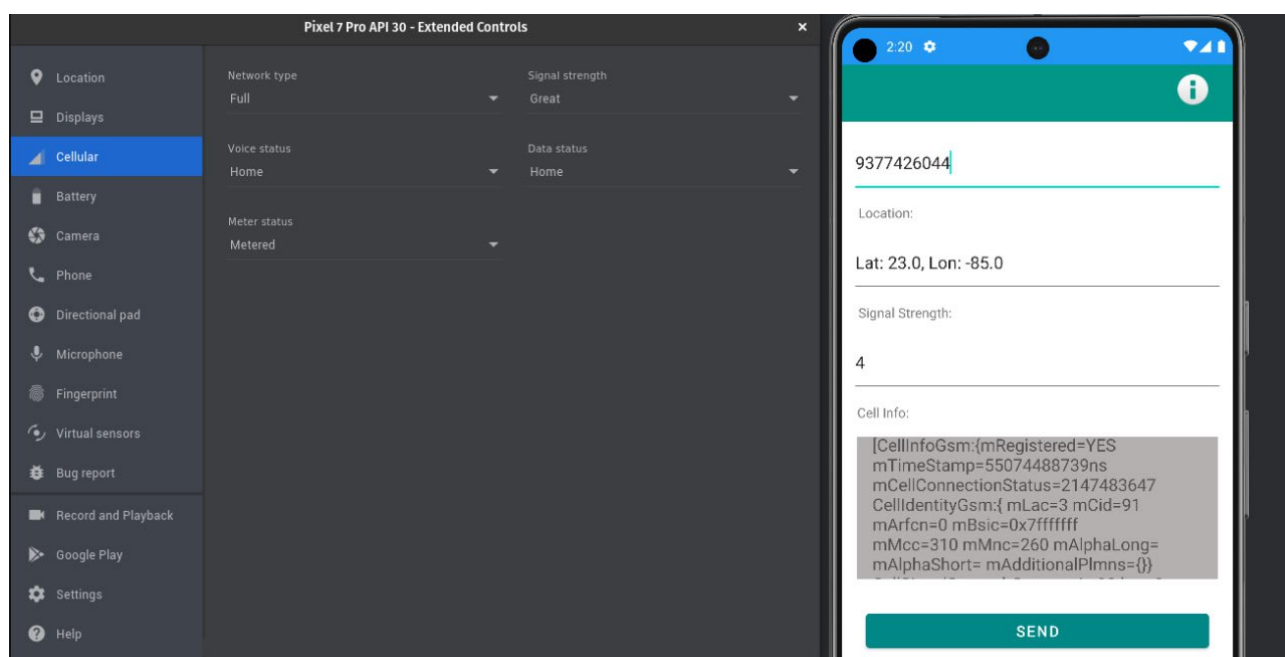 Pixel 7 Pro API 30 - Extended Controls
Location
Displays
Cellular
Battery
Camera
Phone
Directional pad
Microphone
Fingerprint
Virtual sensors
Bug report
Record and Playback
Google Play
Settings
Help
Network type
Full
Signal strength
Great
Voice status
Home
Data status
Home
Meter status
Metered
2:20
9377426044
Location:
Lat: 23.0, Lon: -85.0
Signal Strength:
4
Cell Info:
[CellInfoGsm:{mRegistered=YES
mTimeStamp=55074488739ns
mCellConnectionStatus=2147483647
CellIdentityGsm:{ mLac=3 mCid=91
mArfcn=0 mBsic=0x7fffffff
mMcc=310 mMnc=260 mAlphaLong=
mAlphaShort= mAdditionalPlmns={}}
SEND